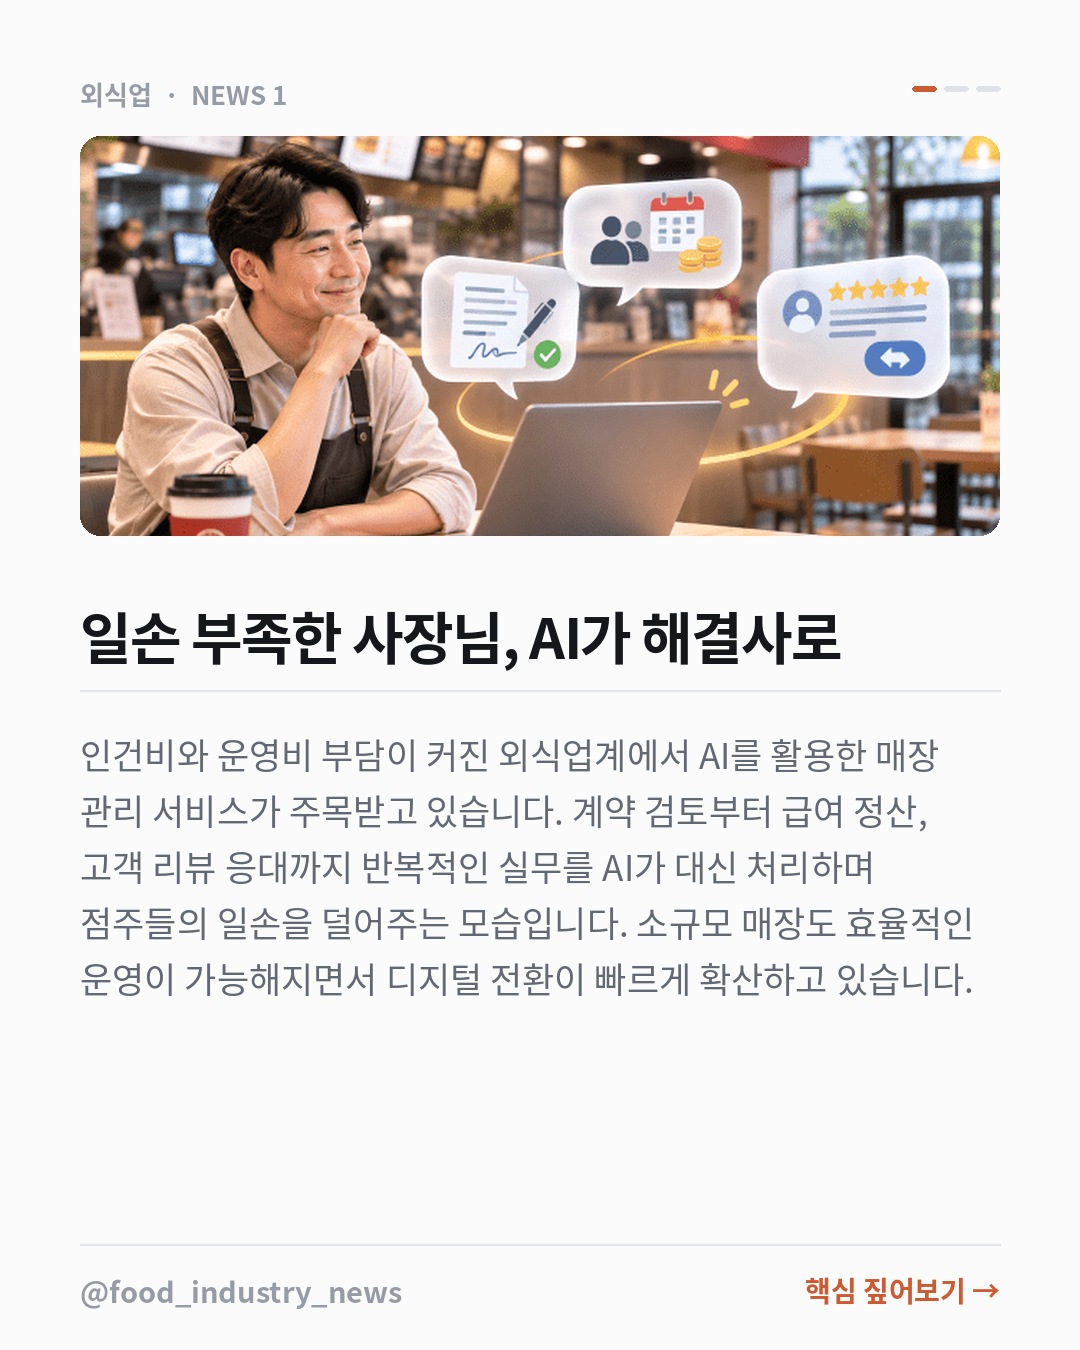 외식업 · NEWS 1
일손 부족한 사장님, AI가 해결사로
인건비와 운영비 부담이 커진 외식업계에서 AI를 활용한 매장
관리 서비스가 주목받고 있습니다. 계약 검토부터 급여 정산,
고객 리뷰 응대까지 반복적인 실무를 AI가 대신 처리하며
점주들의 일손을 덜어주는 모습입니다. 소규모 매장도 효율적인
운영이 가능해지면서 디지털 전환이 빠르게 확산하고 있습니다.
@food_industry_news
핵심 짚어보기 →